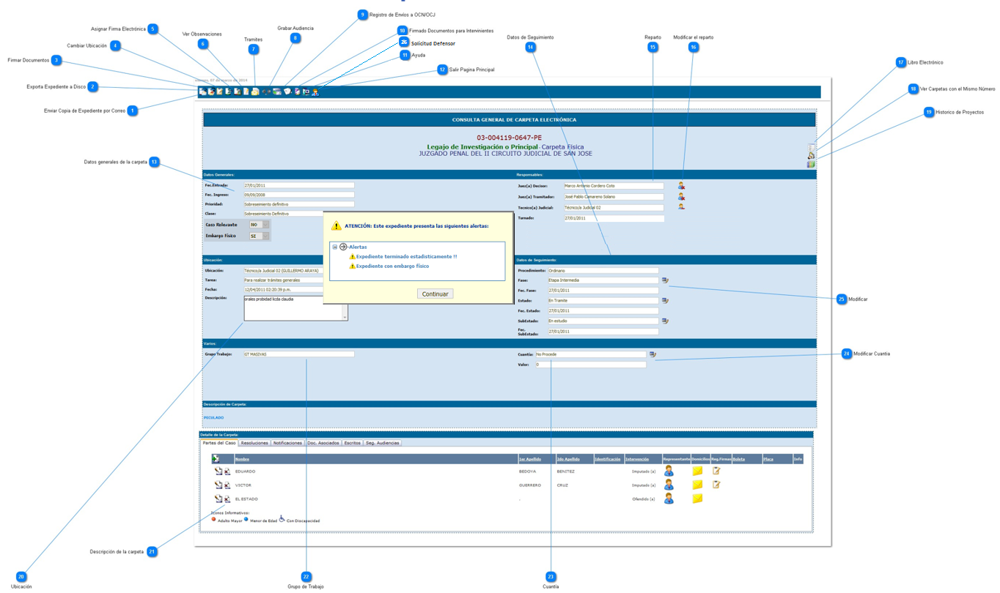 9 Registro de Envíos a OCN/OCJ
Asignar Firma Electrónica 5
Grabar Audiencia
8
10 Firmado Documentos para Intervinientes
Ver Observaciones
6
Tramites
7
Datos de Seguimiento
14
Reparto
15
Modificar el reparto
16
Cambiar Ubicación 4
26 Solicitud Defensor
11 Ayuda
Firmar Documentos 3
17 Libro Electrónico
12 Salir Pagina Principal
Exporta Expediente a Disco 2
18 Ver Carpetas con el Mismo Número
Enviar Copia de Expediente por Correo 1
19 Historico de Proyectos
CONSULTA GENERAL DE CARPETA ELECTRÓNICA
03-004119-0647-PE
Legajo de Investigación o Principal-Carpeta Física
JUZGADO PENAL DEL II CIRCUITO JUDICIAL DE SAN JOSE
Datos generales de la carpeta 13
Datos Generales:
Responsables:
Fec.Entrada: 27/01/2011
Juez(a) Decisor: Marco Antonio Cordero Coto
Fec. Ingreso: 09/09/2008
Juez(a) Tramitador: José Pablo Camareno Solano
Prioridad: Sobreseimiento definitivo
Tecnico(a) Judicial: Técnico/a Judicial 02
Clase: Sobreseimiento Definitivo
Turnado: 27/01/2011
Caso Relevante NO
Embargo Físico SI
ATENCIÓN: Este expediente presenta las siguientes alertas:
Alertas
Expediente terminado estadisticamente !!
Expediente con embargo físico
Continuar
Ubicación:
Datos de Seguimiento:
Ubicación: Técnico/a Judicial 02 (GUILLERMO ARAYA)
Procedimiento: Ordinario
Tarea: Para realizar trámites generales
Fase: Etapa Intermedia
Fecha: 12/04/2011 02:20:39 p.m.
Fec. Fase: 27/01/2011
Descripción: orales probidad licda claudia
Estado: En Tramite
25 Modificar
Fec. Estado: 27/01/2011
SubEstado: En estudio
Fec. SubEstado: 27/01/2011
Varios:
Grupo Trabajo: GT MASIVAS
Cuantía: No Procede
24 Modificar Cuantia
Valor: 0
Descripción de Carpeta:
PECULADO
Detalle de la Carpeta:
Partes del Caso Resoluciones Notificaciones Doc. Asociados Escritos Seg. Audiencias
Nombre 1er Apellido 2do Apellido Identificación Intervención Representante Domicilios Reg.Firmas Boleta Placa Info
EDUARDO BEDOYA BENITEZ Imputado (a)
VICTOR GUERRERO CRUZ Imputado (a)
EL ESTADO . Ofendido (a)
Iconos Informativos:
Adulto Mayor Menor de Edad Con Discapacidad
Descripción de la carpeta 21
20
Ubicación
22
Grupo de Trabajo
23
Cuantía